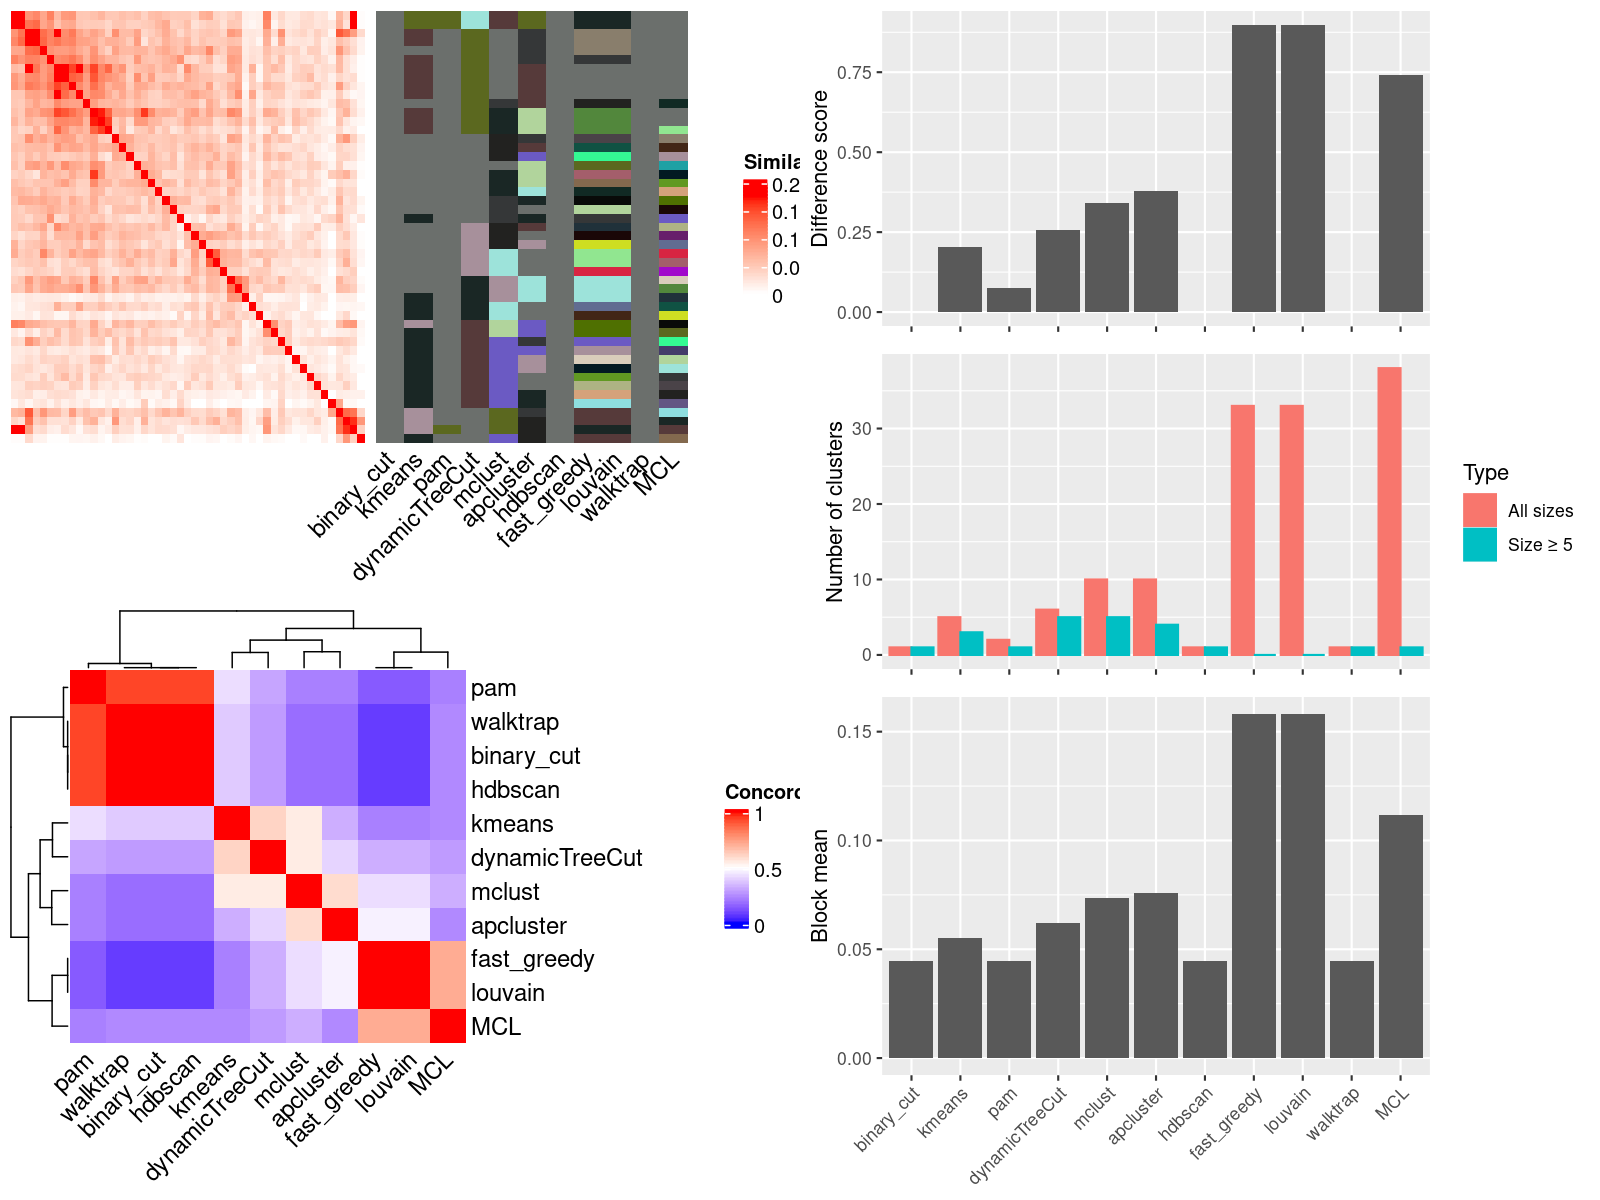 Simila
0.2
0.1
0.1
0.0
0
binary_cut
kmeans
pam
dynamicTreeCut
mclust
apcluster
hdbscan
fast_greedy
louvain
walktrap
MCL
Difference score
0.75
0.50
0.25
0.00
Number of clusters
30
20
10
0
Type
All sizes
Size ≥ 5
pam
walktrap
binary_cut
hdbscan
kmeans
dynamicTreeCut
mclust
apcluster
fast_greedy
louvain
MCL
pam
walktrap
binary_cut
hdbscan
kmeans
dynamicTreeCut
mclust
apcluster
fast_greedy
louvain
MCL
Concord
1
0.5
0
Block mean
0.15
0.10
0.05
0.00
binary_cut
kmeans
pam
dynamicTreeCut
mclust
apcluster
hdbscan
fast_greedy
louvain
walktrap
MCL